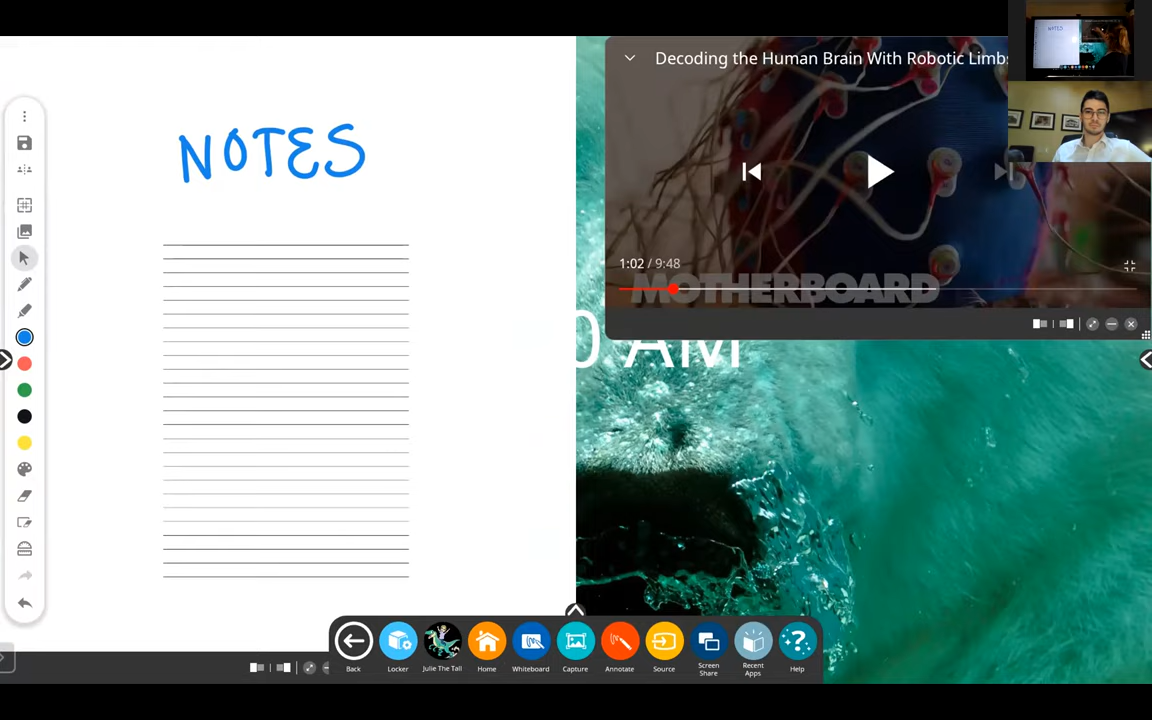 Decoding the Human Brain With Robotic Limbs
NOTES
1:02 / 9:48
MOTHERBOARD
0 AM
Back
Locker
Julie The Tall
Home
Whiteboard
Capture
Annotate
Source
Screen Share
Recent Apps
Help